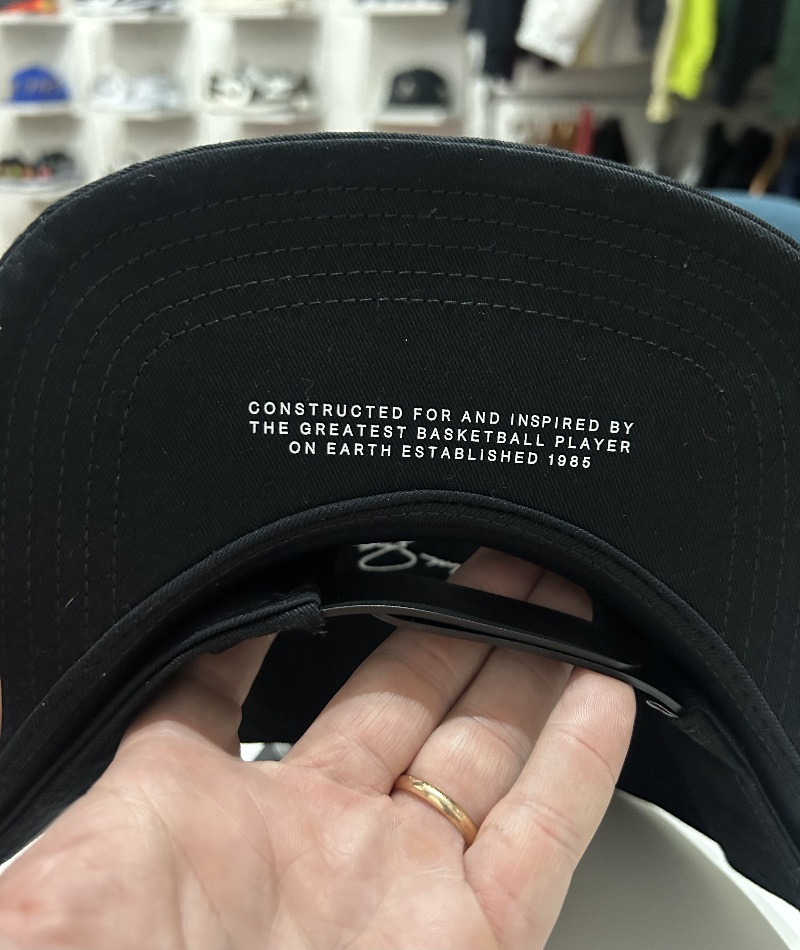 CONSTRUCTED FOR AND INSPIRED BY
THE GREATEST BASKETBALL PLAYER
ON EARTH ESTABLISHED 1985